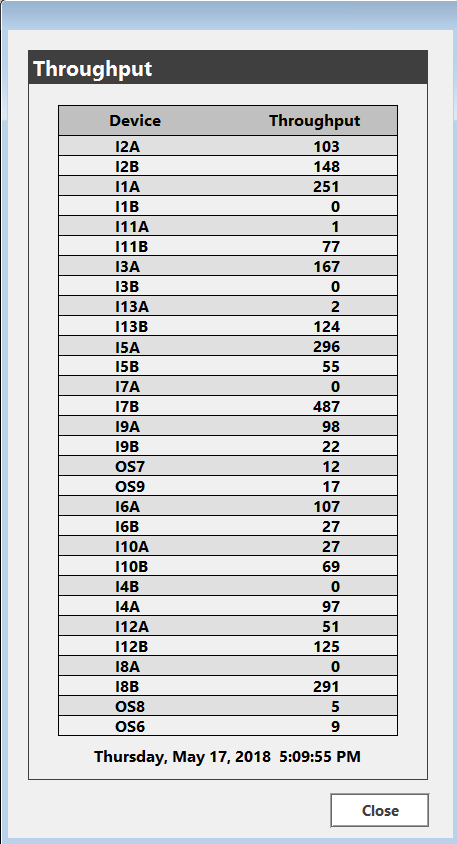 Throughput
Device Throughput
I2A 103
I2B 148
I1A 251
I1B 0
I11A 1
I11B 77
I3A 167
I3B 0
I13A 2
I13B 124
I5A 296
I5B 55
I7A 0
I7B 487
I9A 98
I9B 22
OS7 12
OS9 17
I6A 107
I6B 27
I10A 27
I10B 69
I4B 0
I4A 97
I12A 51
I12B 125
I8A 0
I8B 291
OS8 5
OS6 9
Thursday, May 17, 2018 5:09:55 PM
Close